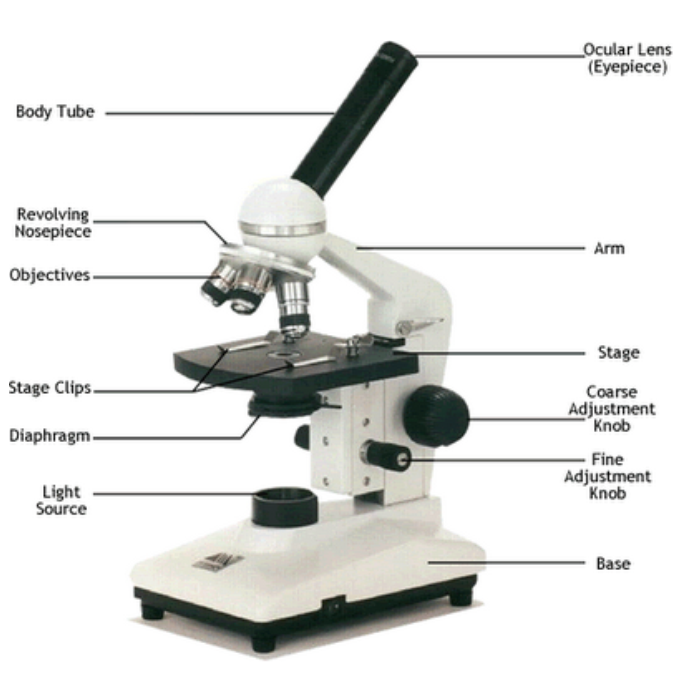 Ocular Lens
(Eyepiece)
Body Tube
Revolving
Nosepiece
Arm
Objectives
Stage
Stage Clips
Coarse
Adjustment
Knob
Diaphragm
Fine
Adjustment
Knob
Light
Source
Base